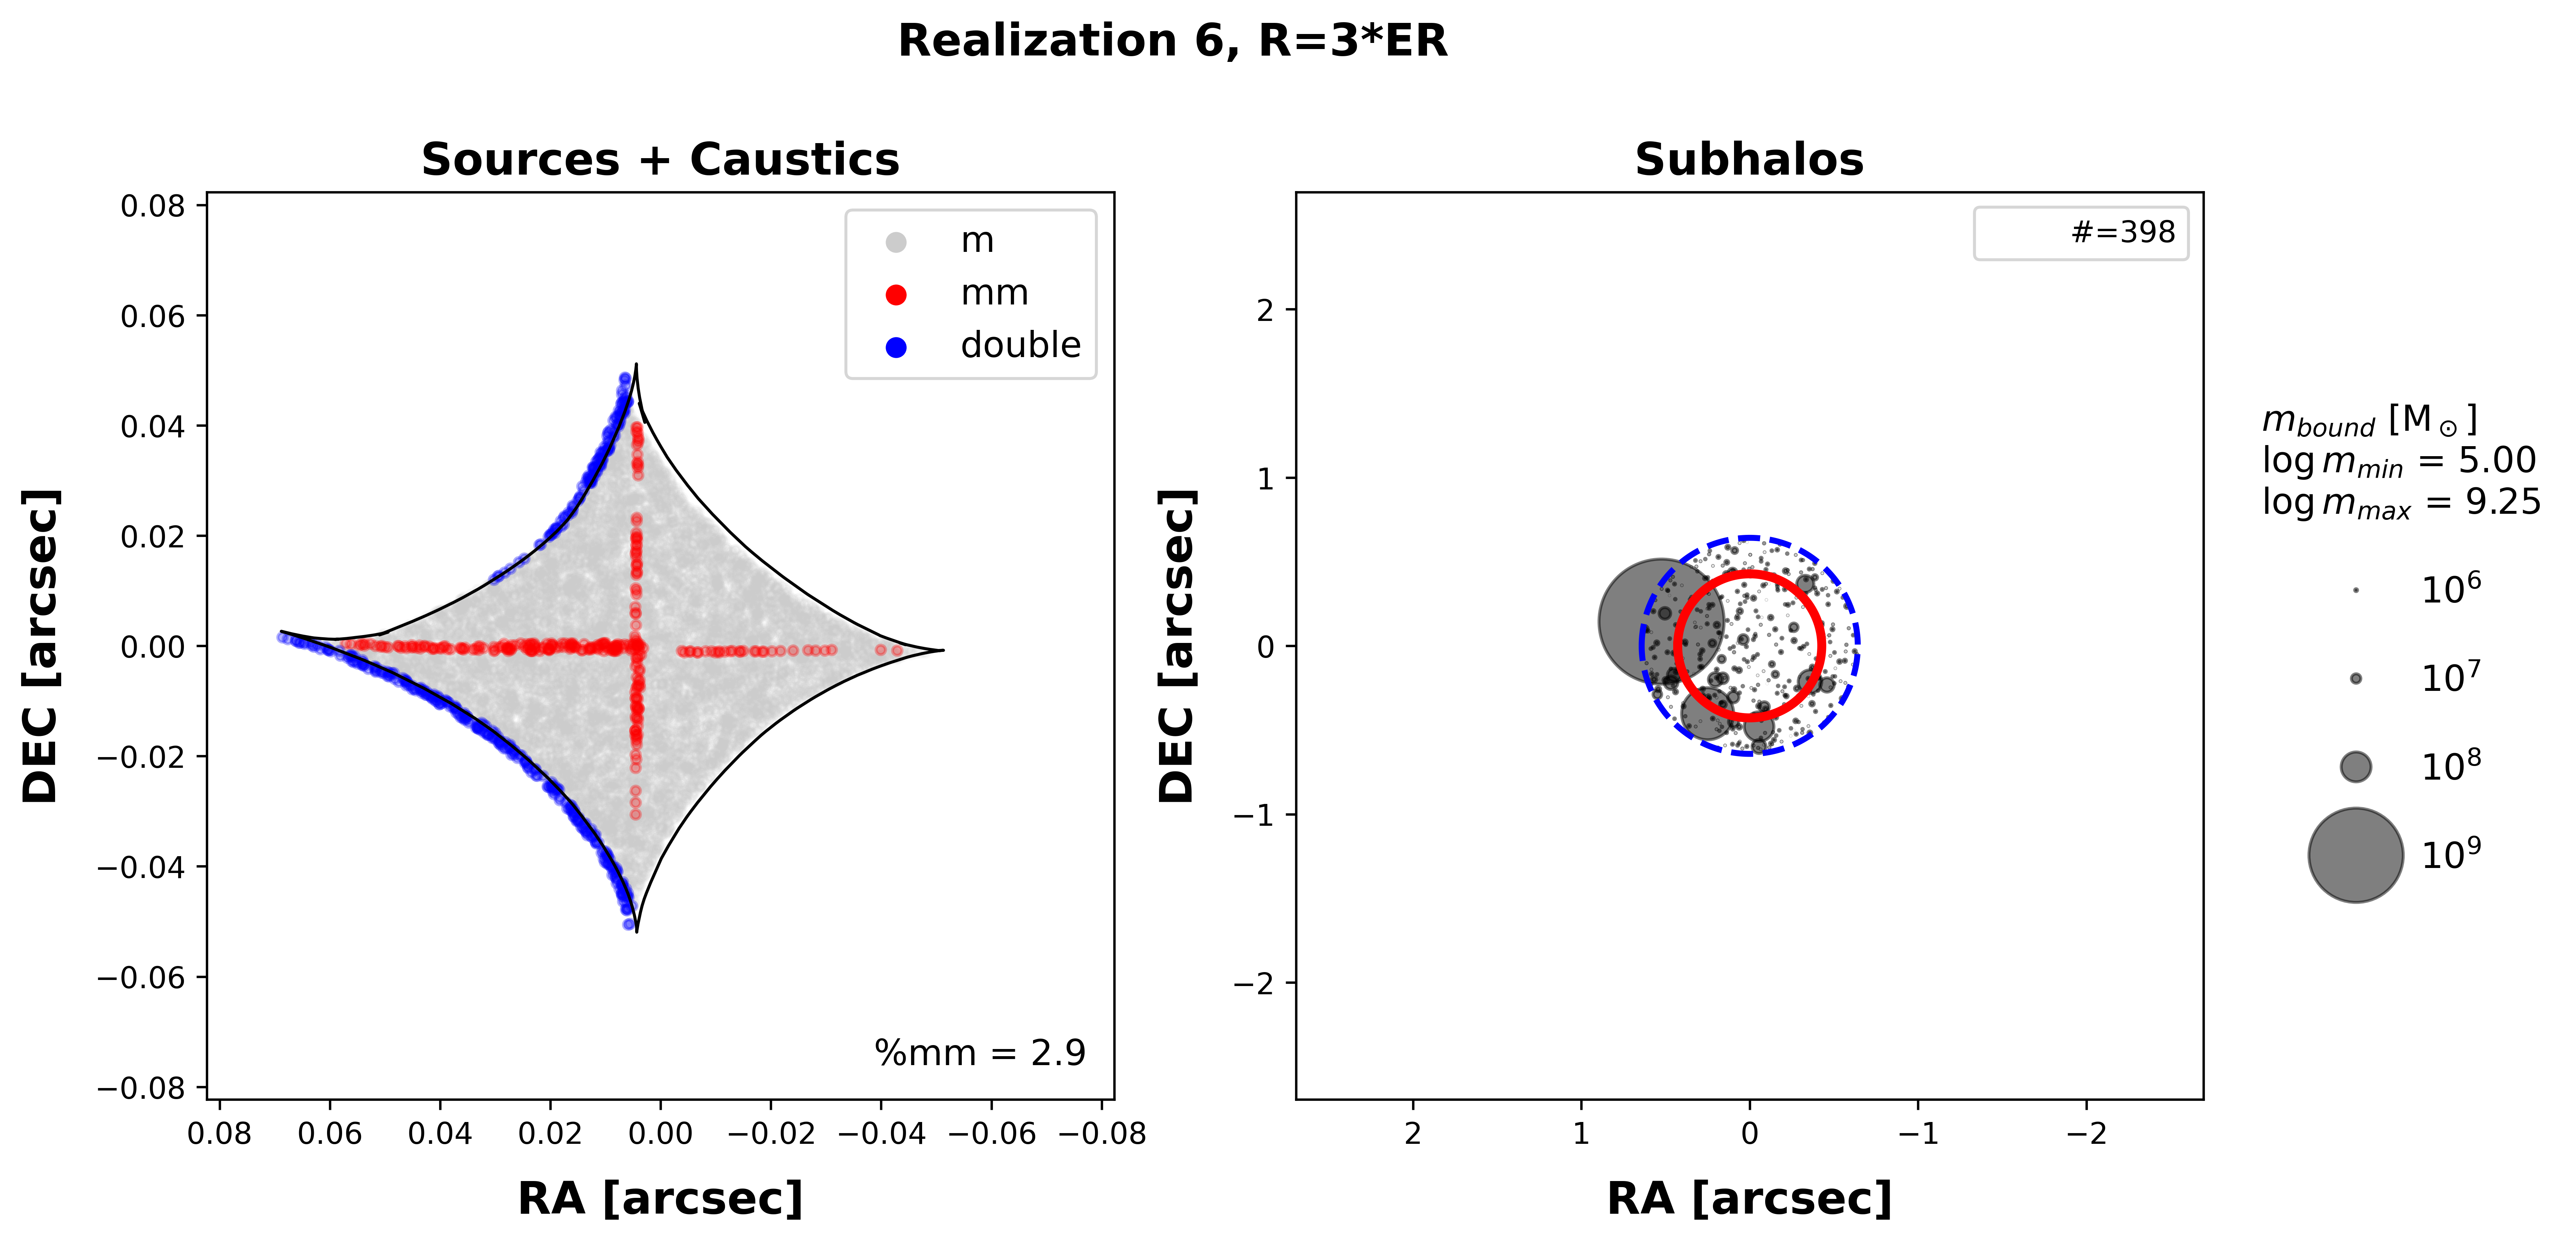 Realization 6, R=3*ER
Sources + Caustics
m
mm
double
%mm = 2.9
0.08
0.06
0.04
0.02
0.00
−0.02
−0.04
−0.06
−0.08
DEC [arcsec]
0.08 0.06 0.04 0.02 0.00 −0.02 −0.04 −0.06 −0.08
RA [arcsec]
Subhalos
#=398
2
1
0
−1
−2
DEC [arcsec]
2 1 0 −1 −2
RA [arcsec]
m_bound [M_⊙]
log m_min = 5.00
log m_max = 9.25
10^6
10^7
10^8
10^9